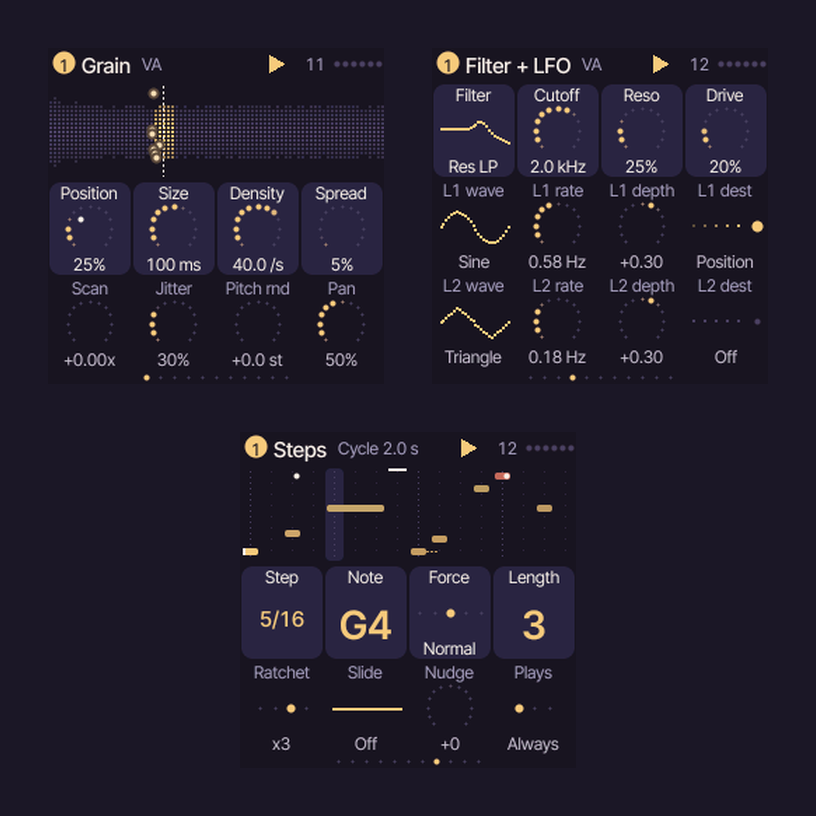 1 Grain VA 11
Position Size Density Spread
25% 100 ms 40.0 /s 5%
Scan Jitter Pitch rnd Pan
+0.00x 30% +0.0 st 50%
1 Filter + LFO VA 12
Filter Cutoff Reso Drive
Res LP 2.0 kHz 25% 20%
L1 wave L1 rate L1 depth L1 dest
Sine 0.58 Hz +0.30 Position
L2 wave L2 rate L2 depth L2 dest
Triangle 0.18 Hz +0.30 Off
1 Steps Cycle 2.0 s 12
Step Note Force Length
5/16 G4 Normal 3
Ratchet Slide Nudge Plays
x3 Off +0 Always